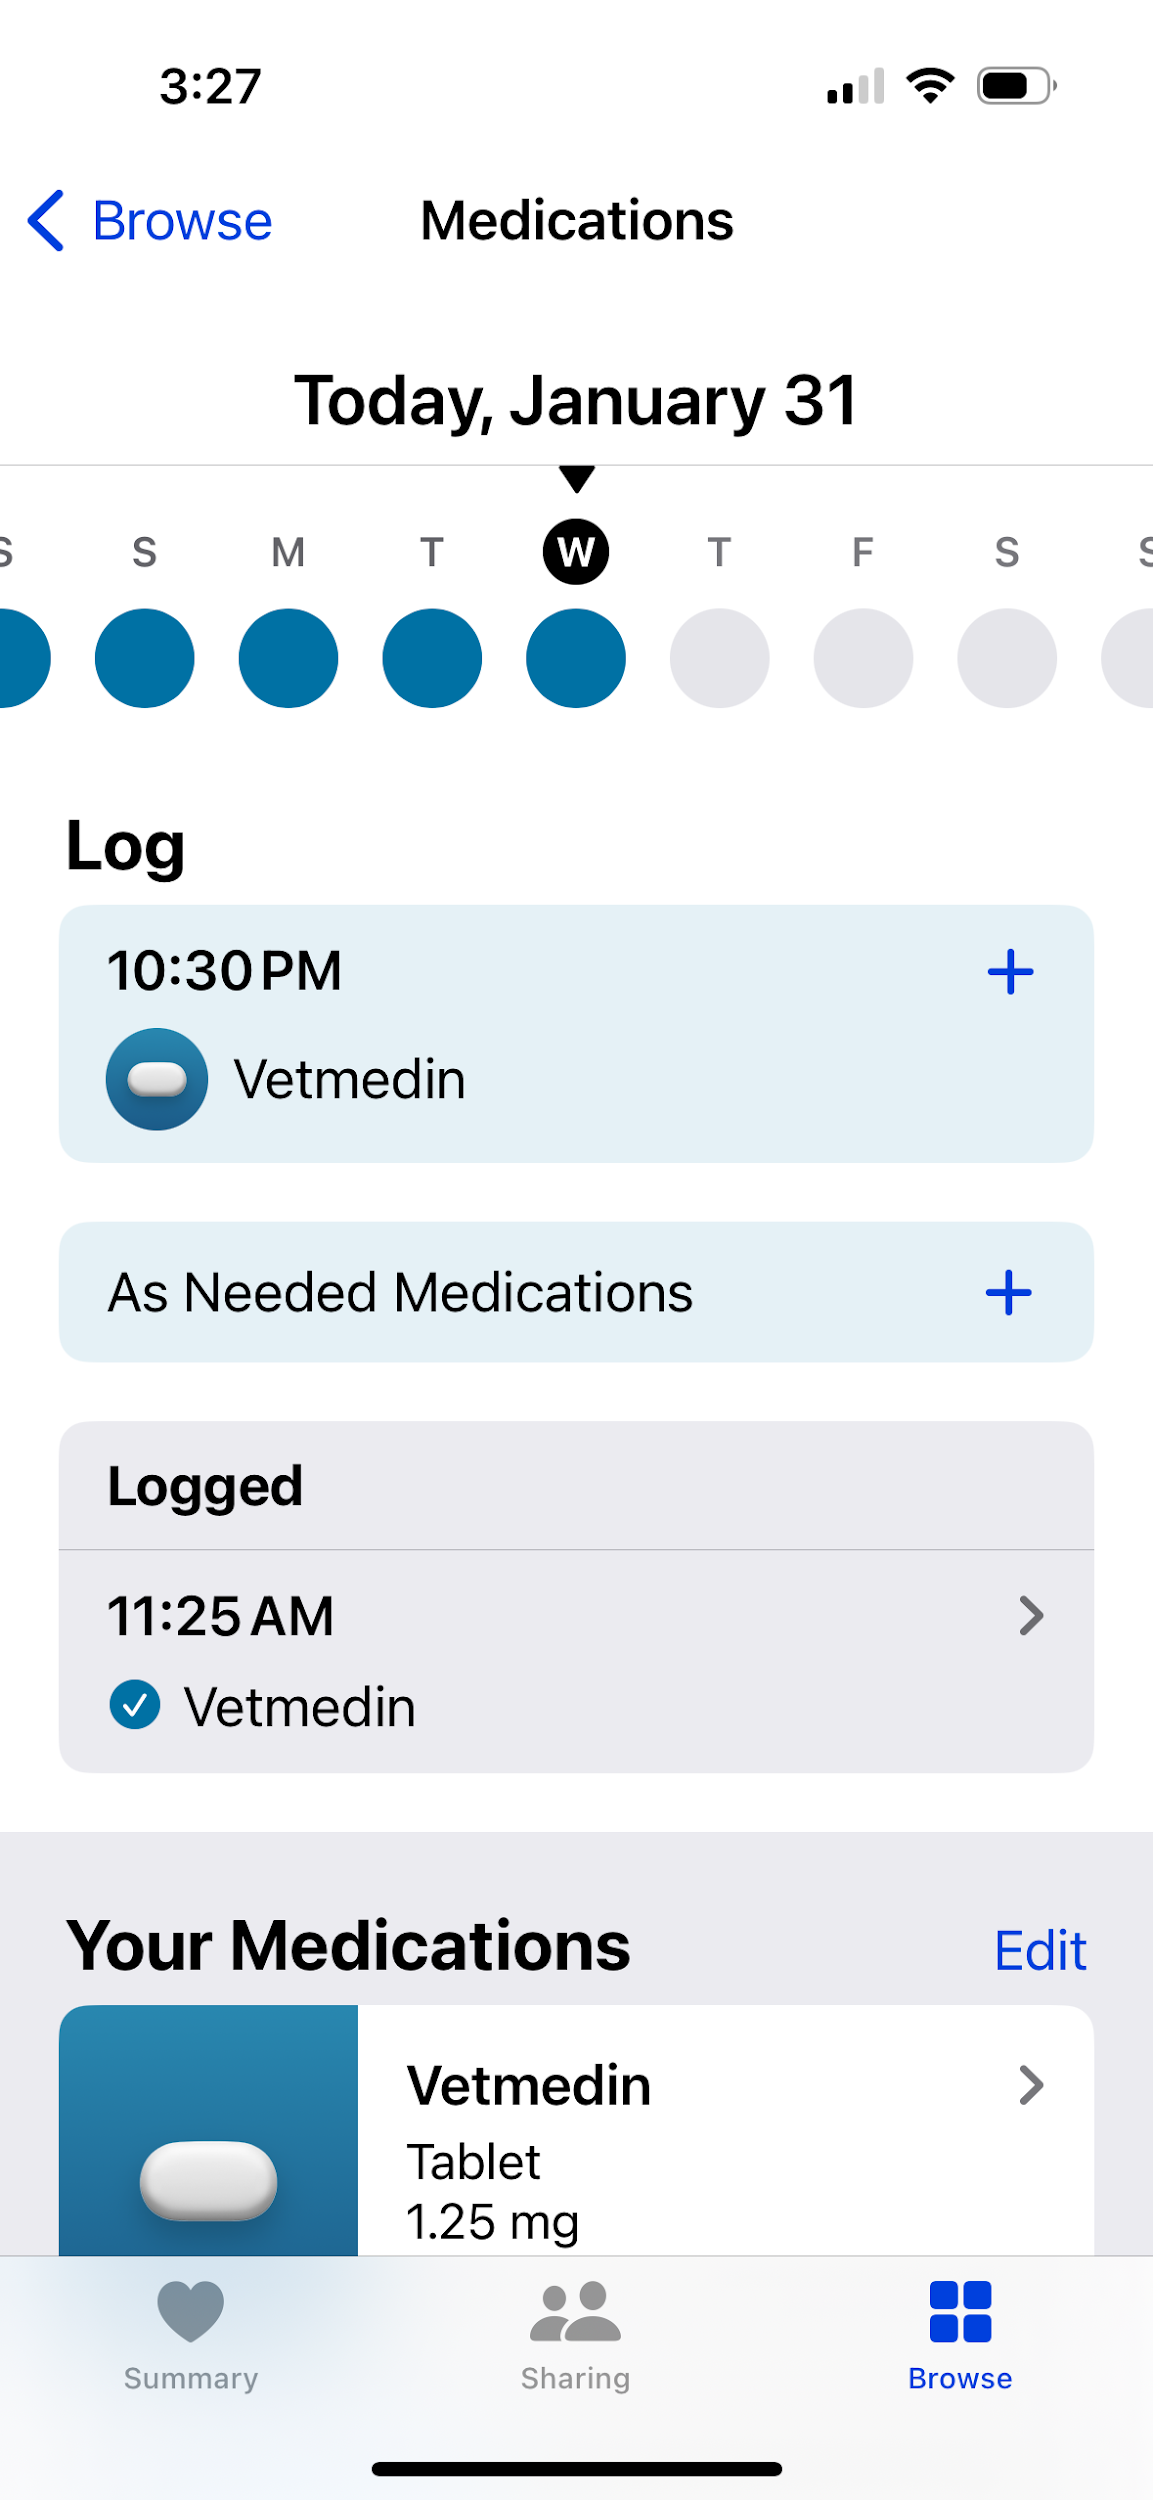 3:27
Browse
Medications
Today, January 31
S S M T W T F S S
Log
10:30 PM
Vetmedin
As Needed Medications
Logged
11:25 AM
Vetmedin
Your Medications
Edit
Vetmedin
Tablet
1.25 mg
Summary
Sharing
Browse